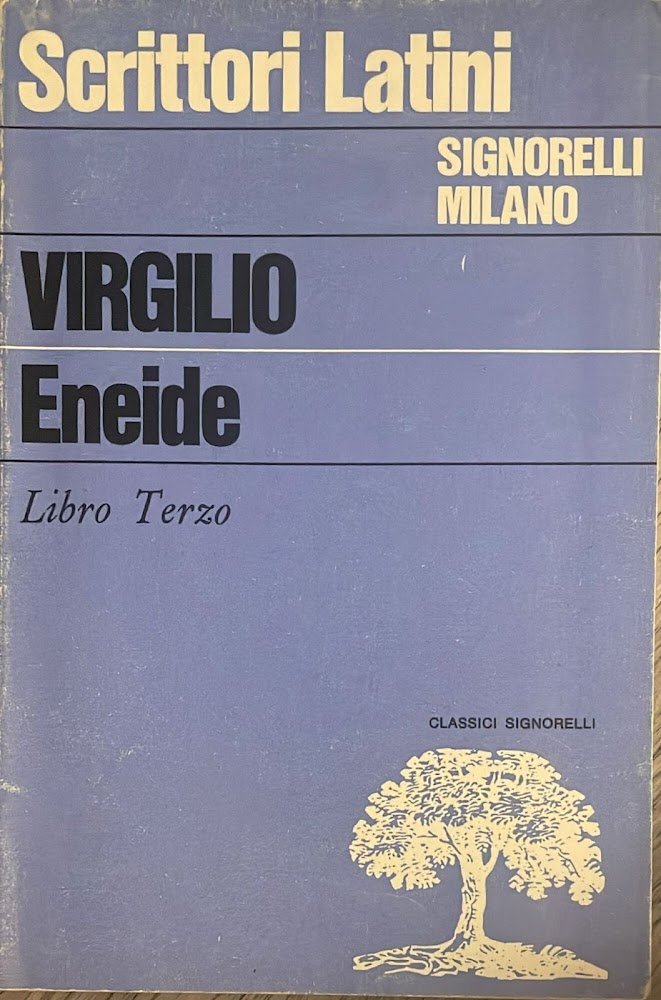 Scrittori Latini
SIGNORELLI
MILANO
VIRGILIO
Eneide
Libro Terzo
CLASSICI SIGNORELLI